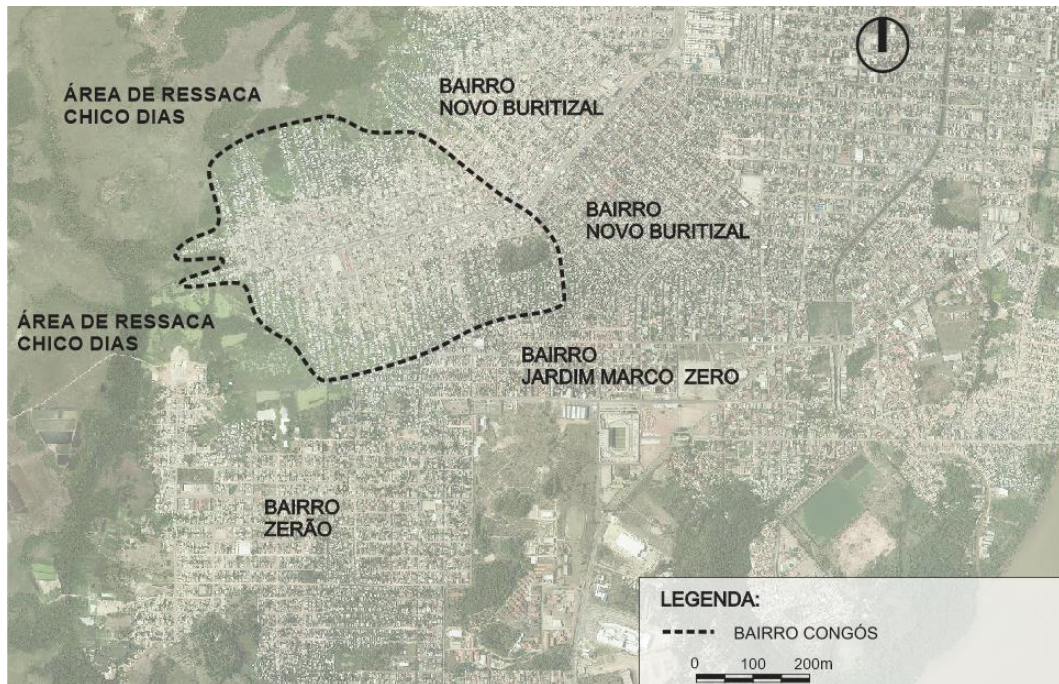 BAIRRO
NOVO BURITIZAL
ÁREA DE RESSACA
CHICO DIAS
BAIRRO
NOVO BURITIZAL
ÁREA DE RESSACA
CHICO DIAS
BAIRRO
JARDIM MARCO ZERO
BAIRRO
ZERÃO
LEGENDA:
BAIRRO CONGÓS
0 100 200m